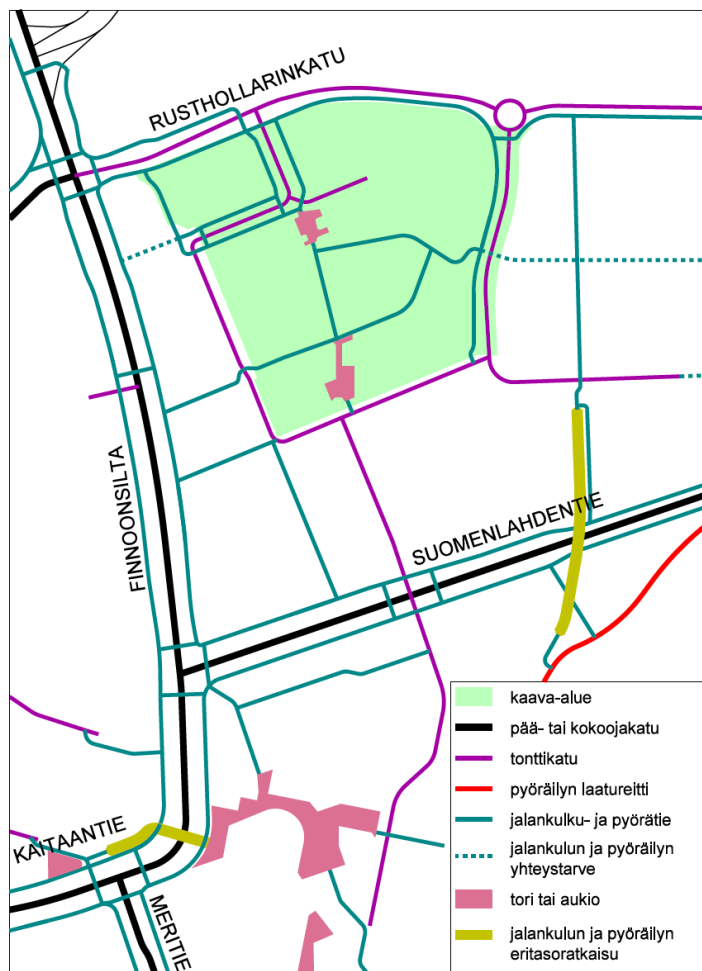 RUSTHOLLARINKATU
FINNOONSILTA
SUOMENLAHDENTIE
KAITAANTIE
MERITIE
kaava-alue
pää- tai kokoojakatu
tonttikatu
pyöräilyn laatureitti
jalankulku- ja pyörätie
jalankulun ja pyöräilyn
yhteystarve
tori tai aukio
jalankulun ja pyöräilyn
eritasoratkaisu